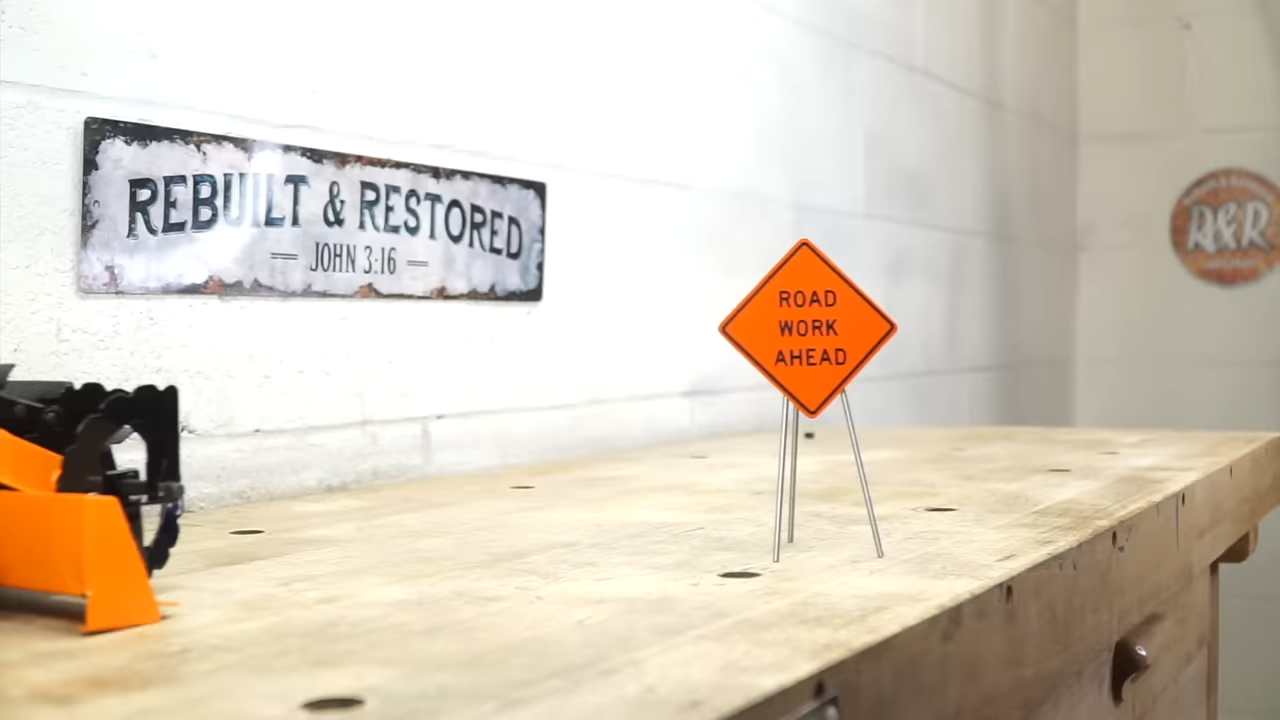 REBUILT & RESTORED
JOHN 3:16
ROAD
WORK
AHEAD
R&R